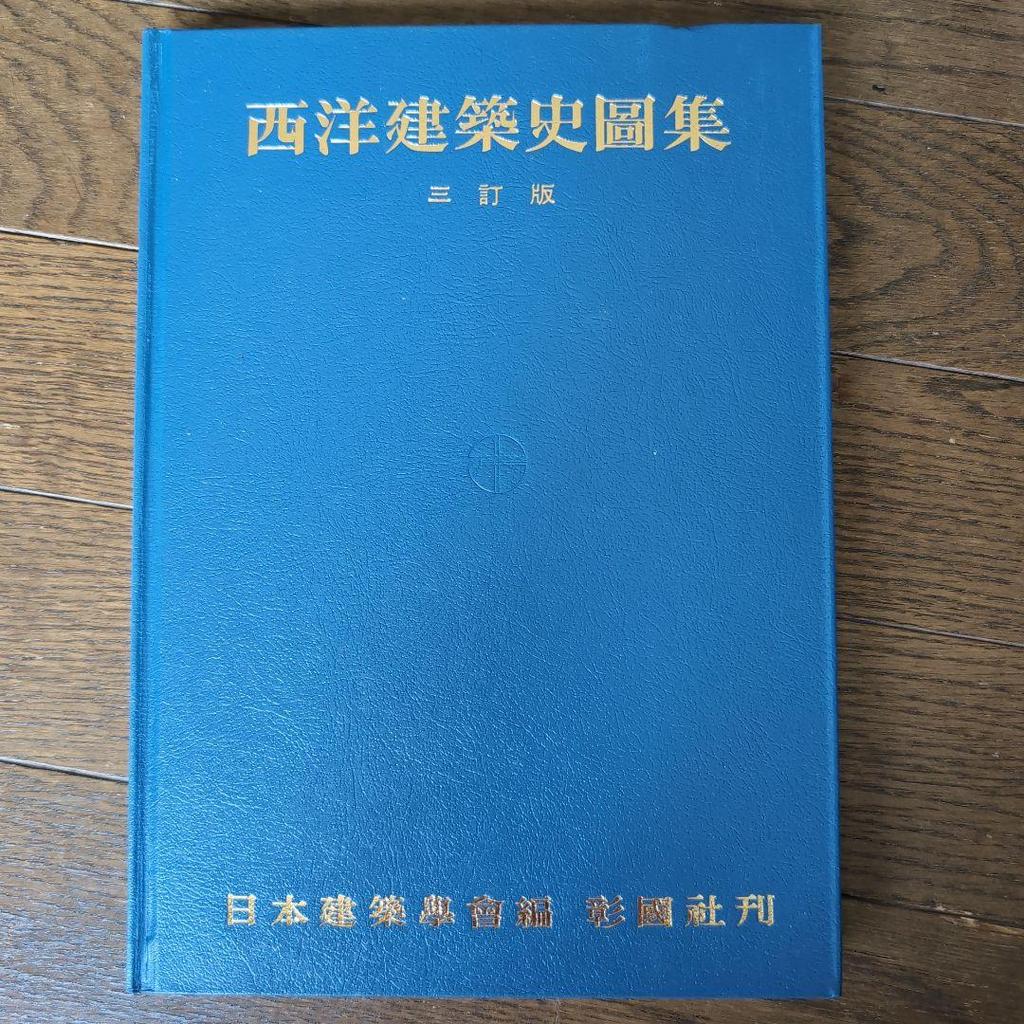 西洋建築史圖集
三訂版
日本建築學會編 彰國社刊